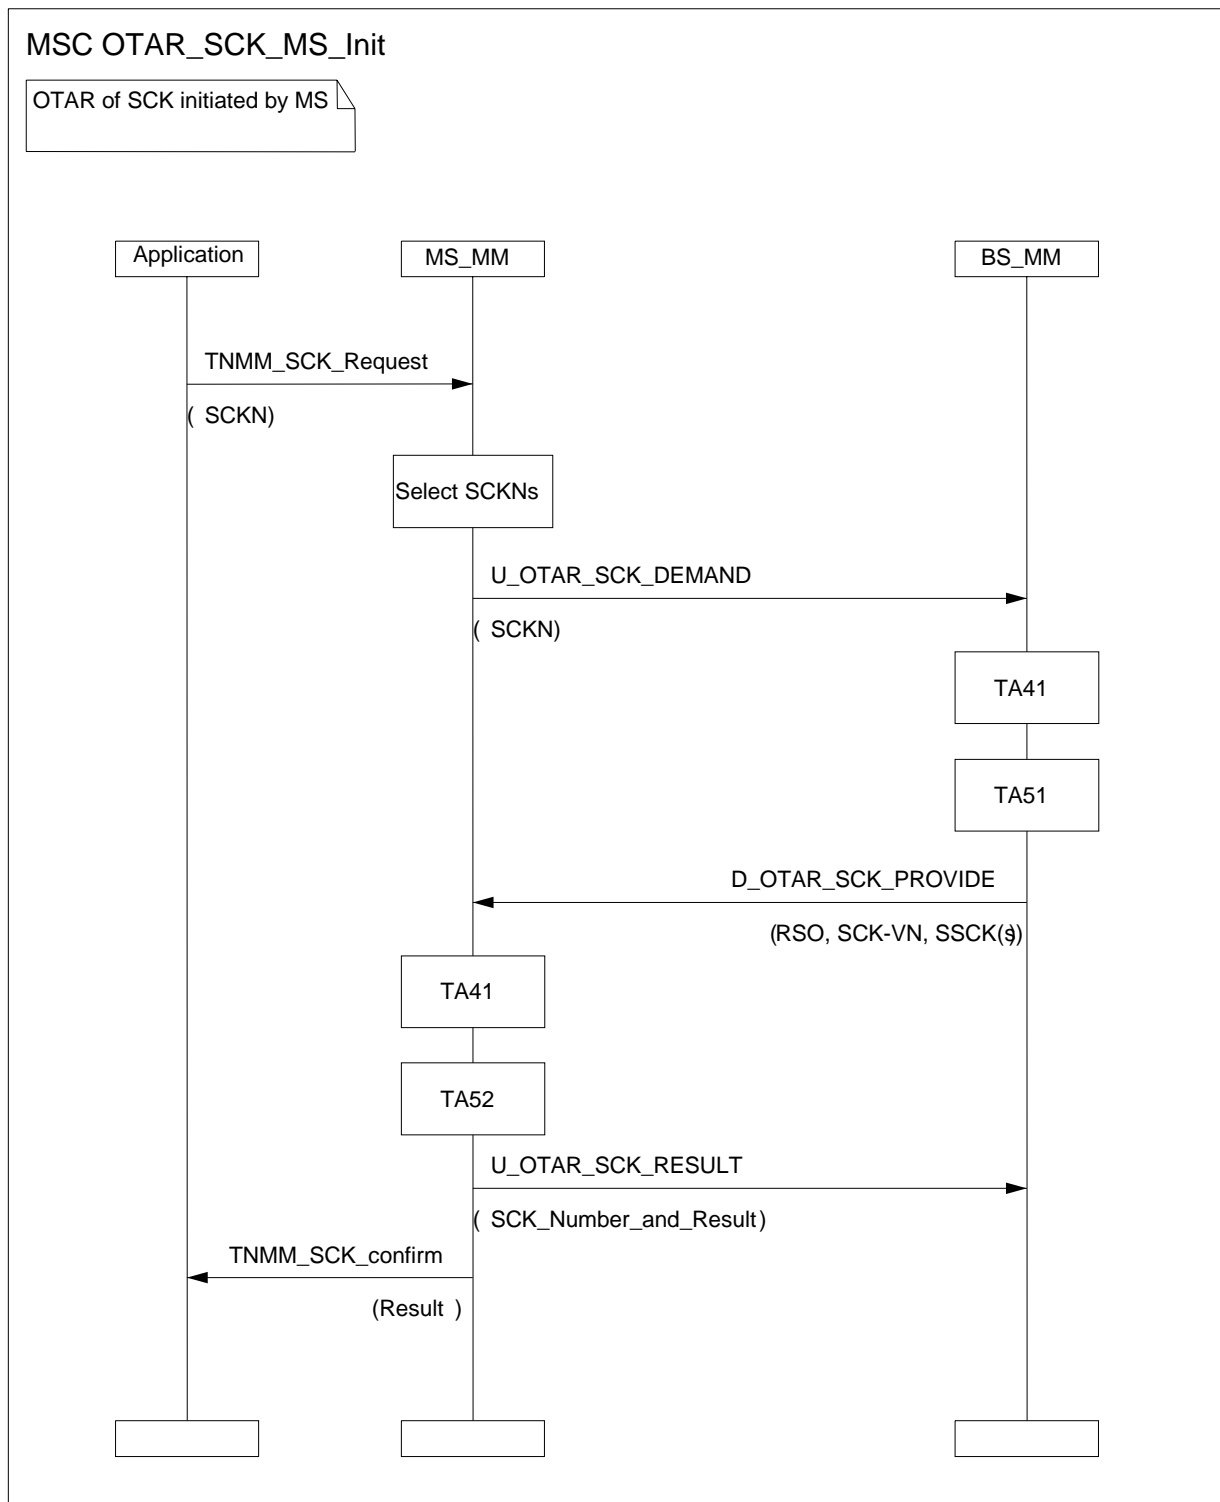 MSC OTAR_SCK_MS_Init
OTAR of SCK initiated by MS
Application
MS_MM
BS_MM
TNMM_SCK_Request
( SCKN)
Select SCKNs
U_OTAR_SCK_DEMAND
( SCKN)
TA41
TA51
D_OTAR_SCK_PROVIDE
(RSO, SCK-VN, SSCK(s))
TA41
TA52
U_OTAR_SCK_RESULT
( SCK_Number_and_Result)
TNMM_SCK_confirm
(Result )